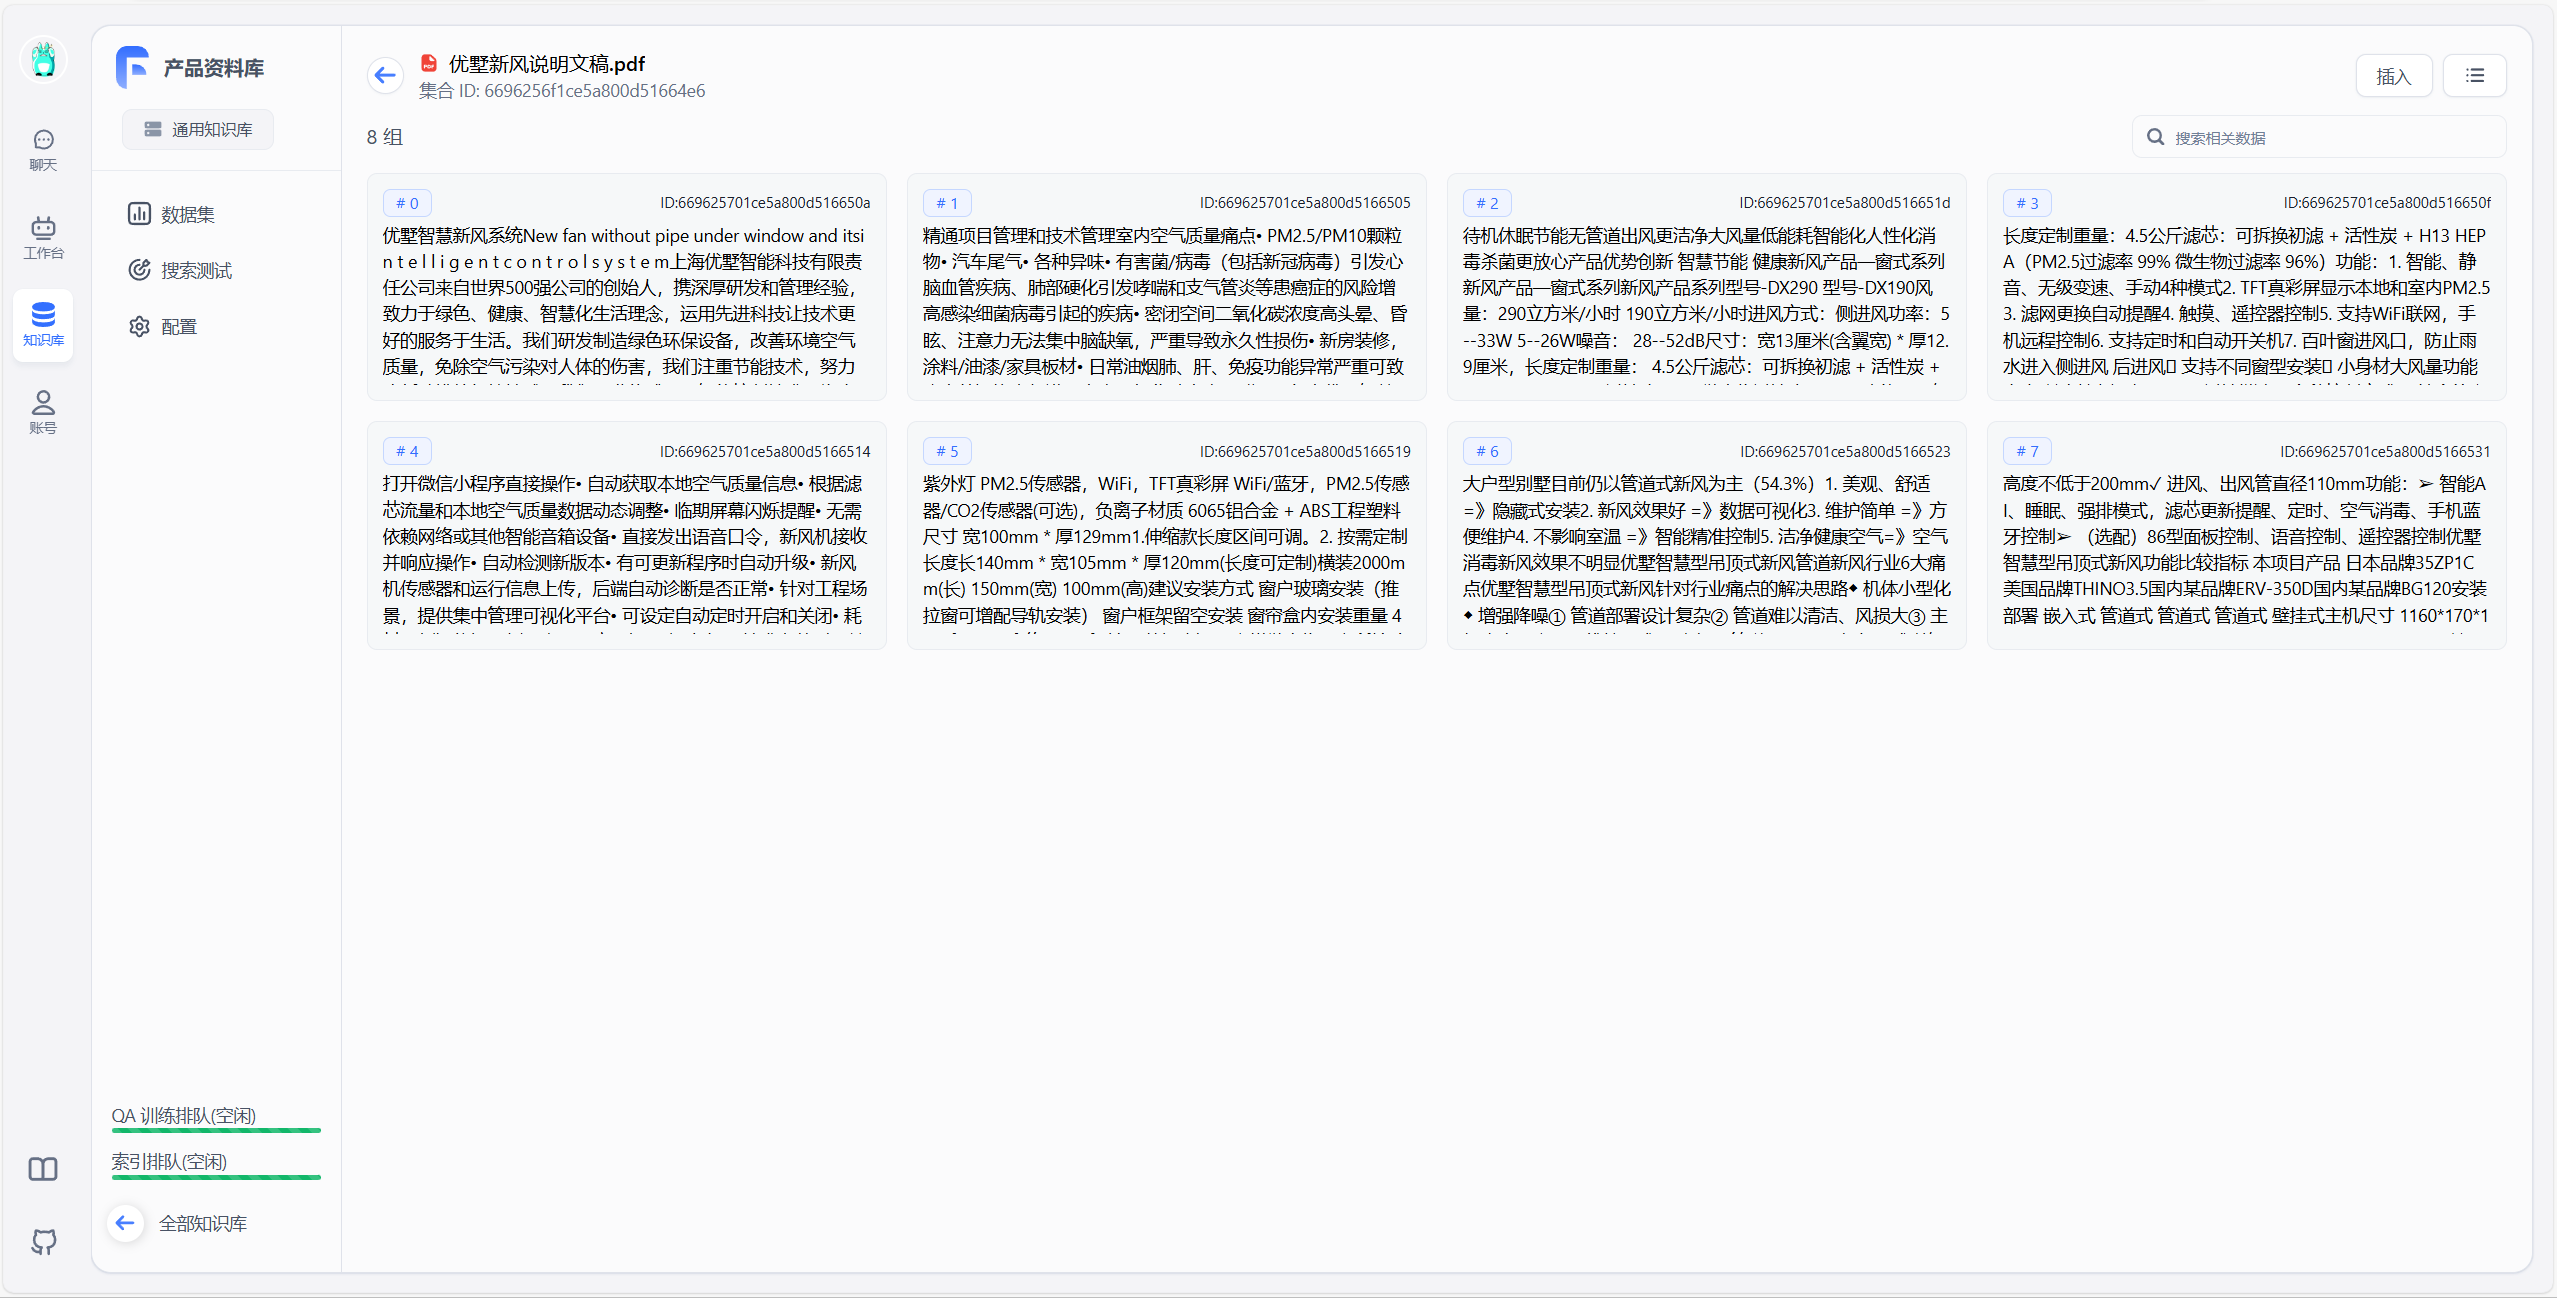 产品资料库
通用知识库
聊天
工作台
知识库
账号
数据集
搜索测试
配置
QA 训练排队(空闲)
索引排队(空闲)
全部知识库
优墅新风说明文稿.pdf
集合 ID: 6696256f1ce5a800d51664e6
插入
8 组
搜索相关数据
# 0
ID:669625701ce5a800d516650a
优墅智慧新风系统New fan without pipe under window and itsi
n t e l l i g e n t c o n t r o l s y s t e m上海优墅智能科技有限责
任公司来自世界500强公司的创始人，携深厚研发和管理经验，
致力于绿色、健康、智慧化生活理念，运用先进科技让技术更
好的服务于生活。我们研发制造绿色环保设备，改善环境空气
质量，免除空气污染对人体的伤害，我们注重节能技术，努力
# 1
ID:669625701ce5a800d5166505
精通项目管理和技术管理室内空气质量痛点• PM2.5/PM10颗粒
物• 汽车尾气• 各种异味• 有害菌/病毒（包括新冠病毒）引发心
脑血管疾病、肺部硬化引发哮喘和支气管炎等患癌症的风险增
高感染细菌病毒引起的疾病• 密闭空间二氧化碳浓度高头晕、昏
眩、注意力无法集中脑缺氧，严重导致永久性损伤• 新房装修，
涂料/油漆/家具板材• 日常油烟肺、肝、免疫功能异常严重可致
# 2
ID:669625701ce5a800d516651d
待机休眠节能无管道出风更洁净大风量低能耗智能化人性化消
毒杀菌更放心产品优势创新 智慧节能 健康新风产品—窗式系列
新风产品—窗式系列新风产品系列型号-DX290 型号-DX190风
量：290立方米/小时 190立方米/小时进风方式：侧进风功率：5
--33W 5--26W噪音： 28--52dB尺寸：宽13厘米(含翼宽) * 厚12.
9厘米，长度定制重量： 4.5公斤滤芯：可拆换初滤 + 活性炭 +
# 3
ID:669625701ce5a800d516650f
长度定制重量：4.5公斤滤芯：可拆换初滤 + 活性炭 + H13 HEP
A（PM2.5过滤率 99% 微生物过滤率 96%）功能：1. 智能、静
音、无级变速、手动4种模式2. TFT真彩屏显示本地和室内PM2.5
3. 滤网更换自动提醒4. 触摸、遥控器控制5. 支持WiFi联网，手
机远程控制6. 支持定时和自动开关机7. 百叶窗进风口，防止雨
水进入侧进风 后进风▯ 支持不同窗型安装▯ 小身材大风量功能
# 4
ID:669625701ce5a800d5166514
打开微信小程序直接操作• 自动获取本地空气质量信息• 根据滤
芯流量和本地空气质量数据动态调整• 临期屏幕闪烁提醒• 无需
依赖网络或其他智能音箱设备• 直接发出语音口令，新风机接收
并响应操作• 自动检测新版本• 有可更新程序时自动升级• 新风
机传感器和运行信息上传，后端自动诊断是否正常• 针对工程场
景，提供集中管理可视化平台• 可设定自动定时开启和关闭• 耗
# 5
ID:669625701ce5a800d5166519
紫外灯 PM2.5传感器，WiFi，TFT真彩屏 WiFi/蓝牙，PM2.5传感
器/CO2传感器(可选)，负离子材质 6065铝合金 + ABS工程塑料
尺寸 宽100mm * 厚129mm1.伸缩款长度区间可调。2. 按需定制
长度长140mm * 宽105mm * 厚120mm(长度可定制)横装2000m
m(长) 150mm(宽) 100mm(高)建议安装方式 窗户玻璃安装（推
拉窗可增配导轨安装） 窗户框架留空安装 窗帘盒内安装重量 4
# 6
ID:669625701ce5a800d5166523
大户型别墅目前仍以管道式新风为主（54.3%）1. 美观、舒适
=》隐藏式安装2. 新风效果好 =》数据可视化3. 维护简单 =》方
便维护4. 不影响室温 =》智能精准控制5. 洁净健康空气=》空气
消毒新风效果不明显优墅智慧型吊顶式新风管道新风行业6大痛
点优墅智慧型吊顶式新风针对行业痛点的解决思路◆ 机体小型化
◆ 增强降噪① 管道部署设计复杂② 管道难以清洁、风损大③ 主
# 7
ID:669625701ce5a800d5166531
高度不低于200mm✓ 进风、出风管直径110mm功能：➢ 智能A
I、睡眠、强排模式，滤芯更新提醒、定时、空气消毒、手机蓝
牙控制➢ （选配）86型面板控制、语音控制、遥控器控制优墅
智慧型吊顶式新风功能比较指标 本项目产品 日本品牌35ZP1C
美国品牌THINO3.5国内某品牌ERV-350D国内某品牌BG120安装
部署 嵌入式 管道式 管道式 管道式 壁挂式主机尺寸 1160*170*1